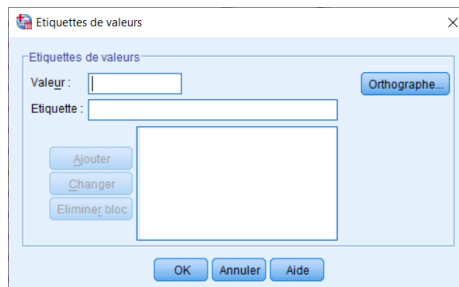 Etiquettes de valeurs
Etiquettes de valeurs
Valeur :
Orthographe...
Etiquette :
Ajouter
Changer
Eliminer bloc
OK Annuler Aide